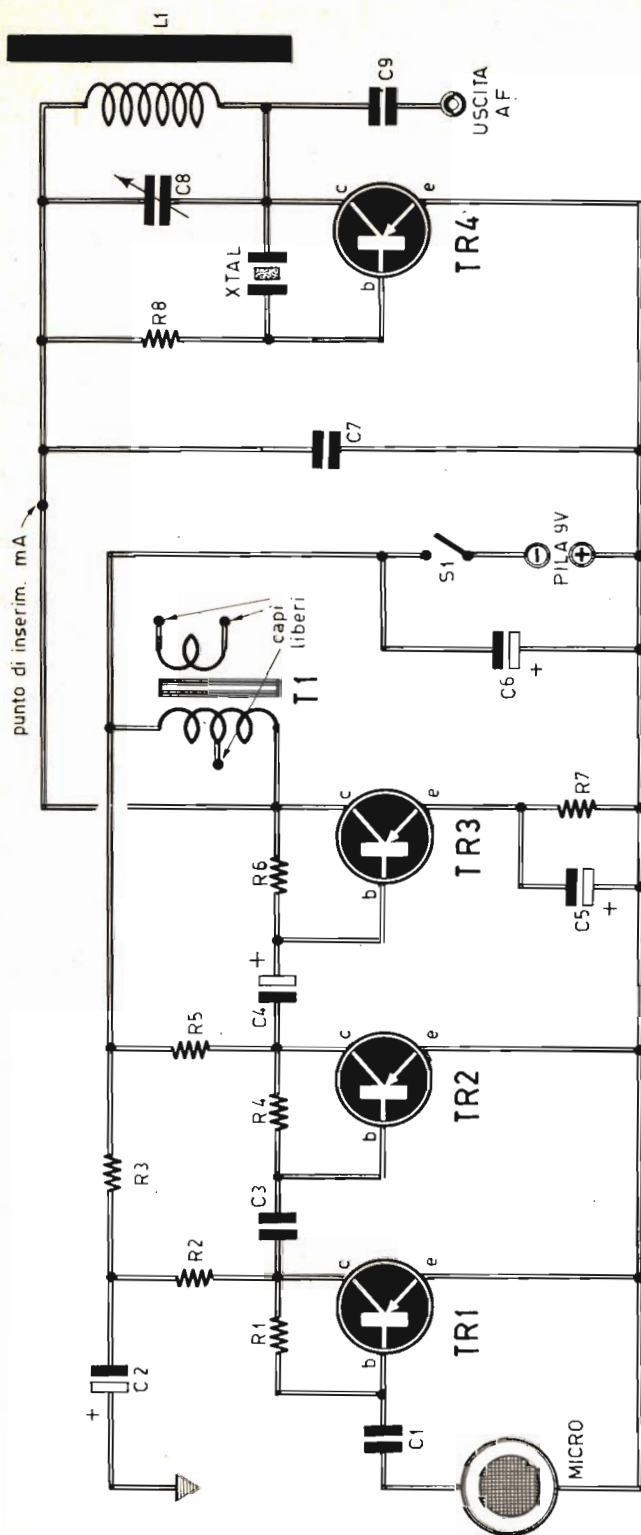 punto di inserim. mA
L1
C8
C9
USCITA
A F
XTAL
R8
c
b
e
TR4
C7
S1
PILA 9V
-
+
C6
+
capi
liberi
T1
R6
c
b
e
TR3
R7
C5
+
C4
+
R5
R4
c
b
e
TR2
R3
C3
R2
R1
c
b
e
TR1
C2
+
C1
MICRO